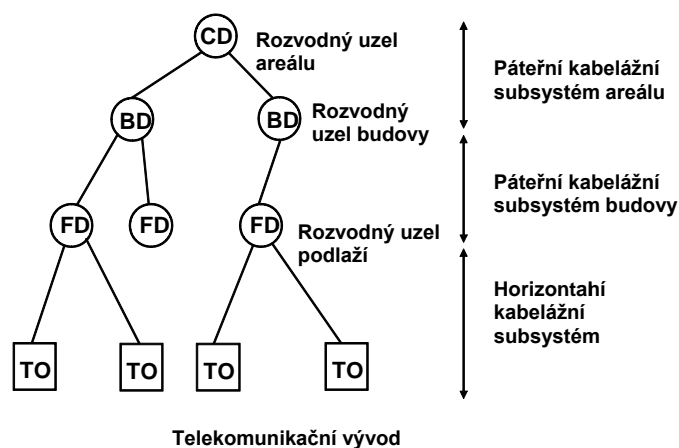 CD
Rozvodný uzel
areálu
Páteřní kabelážní
subsystém areálu
BD
BD
Rozvodný
uzel budovy
Páteřní kabelážní
subsystém budovy
FD
FD
FD
Rozvodný uzel
podlaží
Horizontahí
kabelážní
subsystém
TO
TO
TO
TO
Telekomunikační vývod